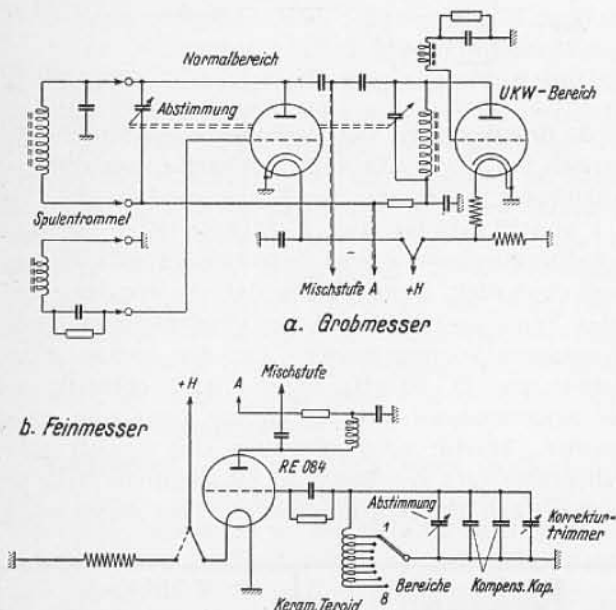 Normalbereich
UKW-Bereich
Abstimmung
Spulentrommel
Mischstufe A +H
a. Grobmesser
+H A Mischstufe
b. Feinmesser
RE 084
Abstimmung
Korrektur-
trimmer
1
8
Bereiche
Kompens. Kap.
Keram. Toroid